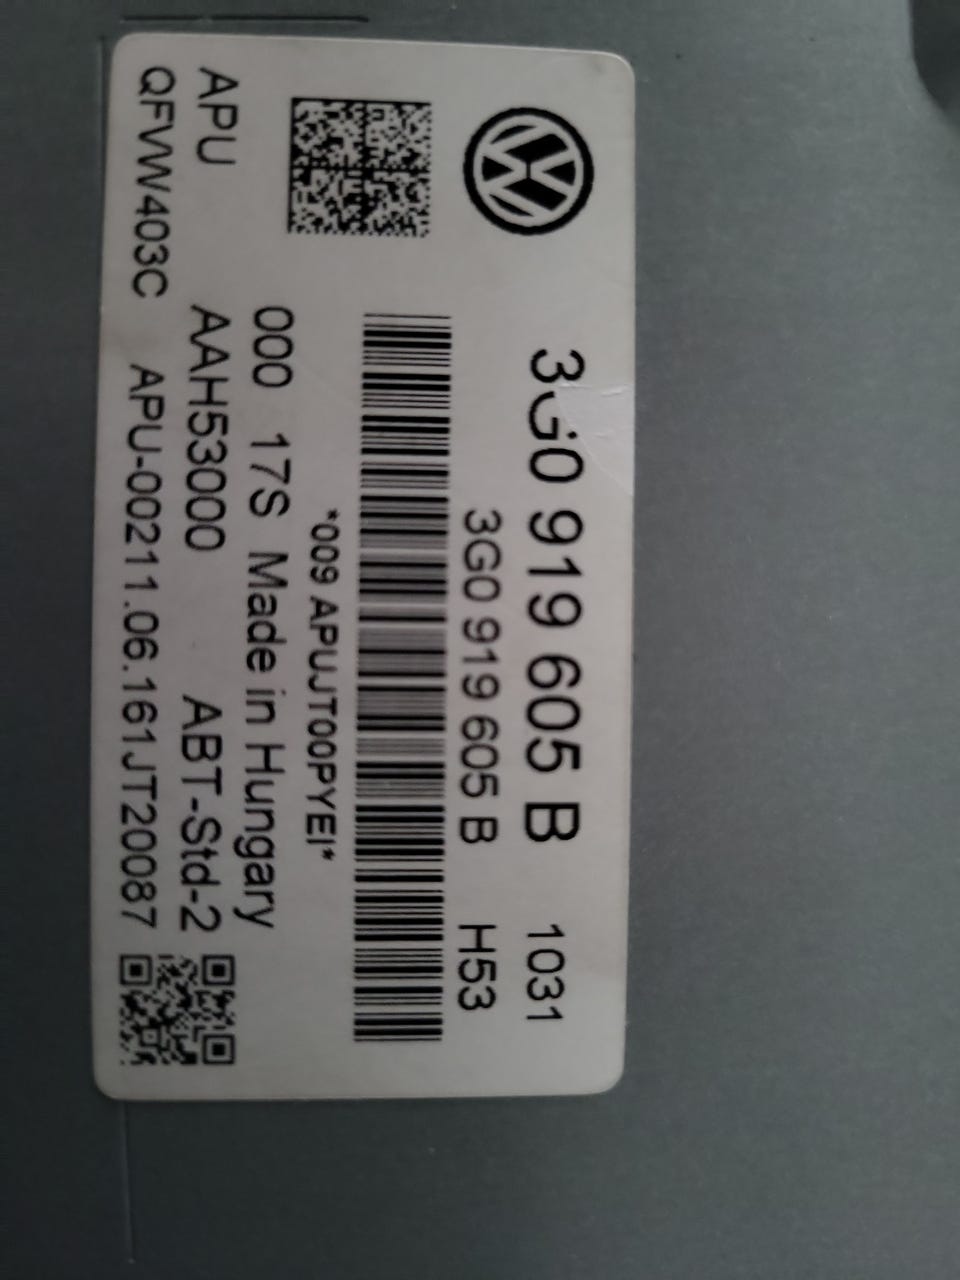 3G0 919 605 B 1031
3G0 919 605 B H53
*009 APUJT00PYEI*
000 17S Made in Hungary
APU AAH53000 ABT-Std-2
QFWW403C APU-00211.06.161JT20087